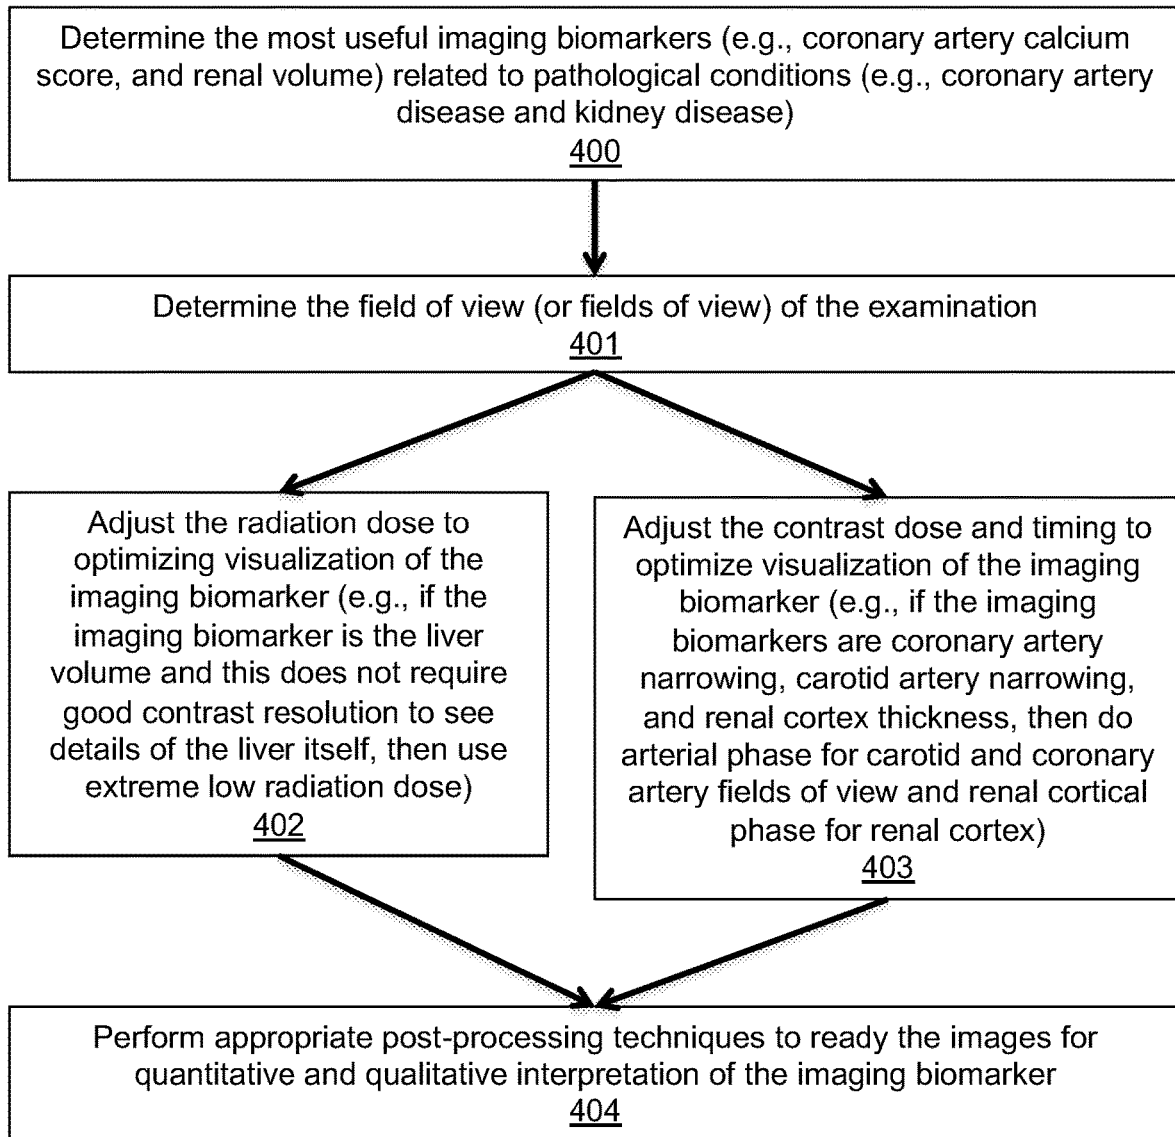 Determine the most useful imaging biomarkers (e.g., coronary artery calcium
score, and renal volume) related to pathological conditions (e.g., coronary artery
disease and kidney disease)
400
Determine the field of view (or fields of view) of the examination
401
Adjust the radiation dose to
optimizing visualization of the
imaging biomarker (e.g., if the
imaging biomarker is the liver
volume and this does not require
good contrast resolution to see
details of the liver itself, then use
extreme low radiation dose)
402
Adjust the contrast dose and timing to
optimize visualization of the imaging
biomarker (e.g., if the imaging
biomarkers are coronary artery
narrowing, carotid artery narrowing,
and renal cortex thickness, then do
arterial phase for carotid and coronary
artery fields of view and renal cortical
phase for renal cortex)
403
Perform appropriate post-processing techniques to ready the images for
quantitative and qualitative interpretation of the imaging biomarker
404